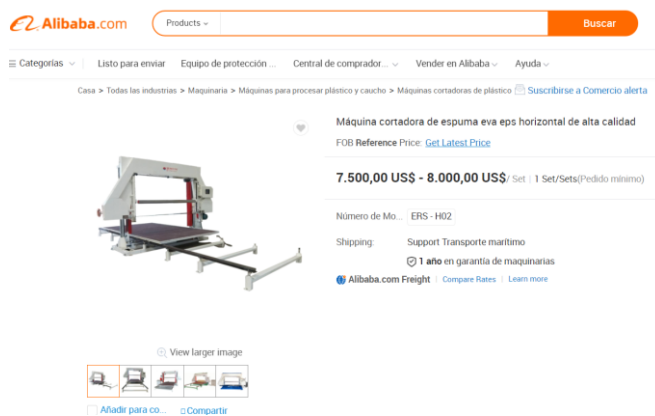 Alibaba.com
Products
Buscar
Categorías
Listo para enviar
Equipo de protección ...
Central de comprador...
Vender en Alibaba
Ayuda
Casa > Todas las industrias > Maquinaria > Máquinas para procesar plástico y caucho > Máquinas cortadoras de plástico
Suscribirse a Comercio alerta
Máquina cortadora de espuma eva eps horizontal de alta calidad
FOB Reference Price: Get Latest Price
7.500,00 US$ - 8.000,00 US$/ Set | 1 Set/Sets(Pedido mínimo)
Número de Mo... ERS - H02
Shipping: Support Transporte marítimo
1 año en garantía de maquinarias
Alibaba.com Freight | Compare Rates | Learn more
View larger image
Añadir para co... Compartir